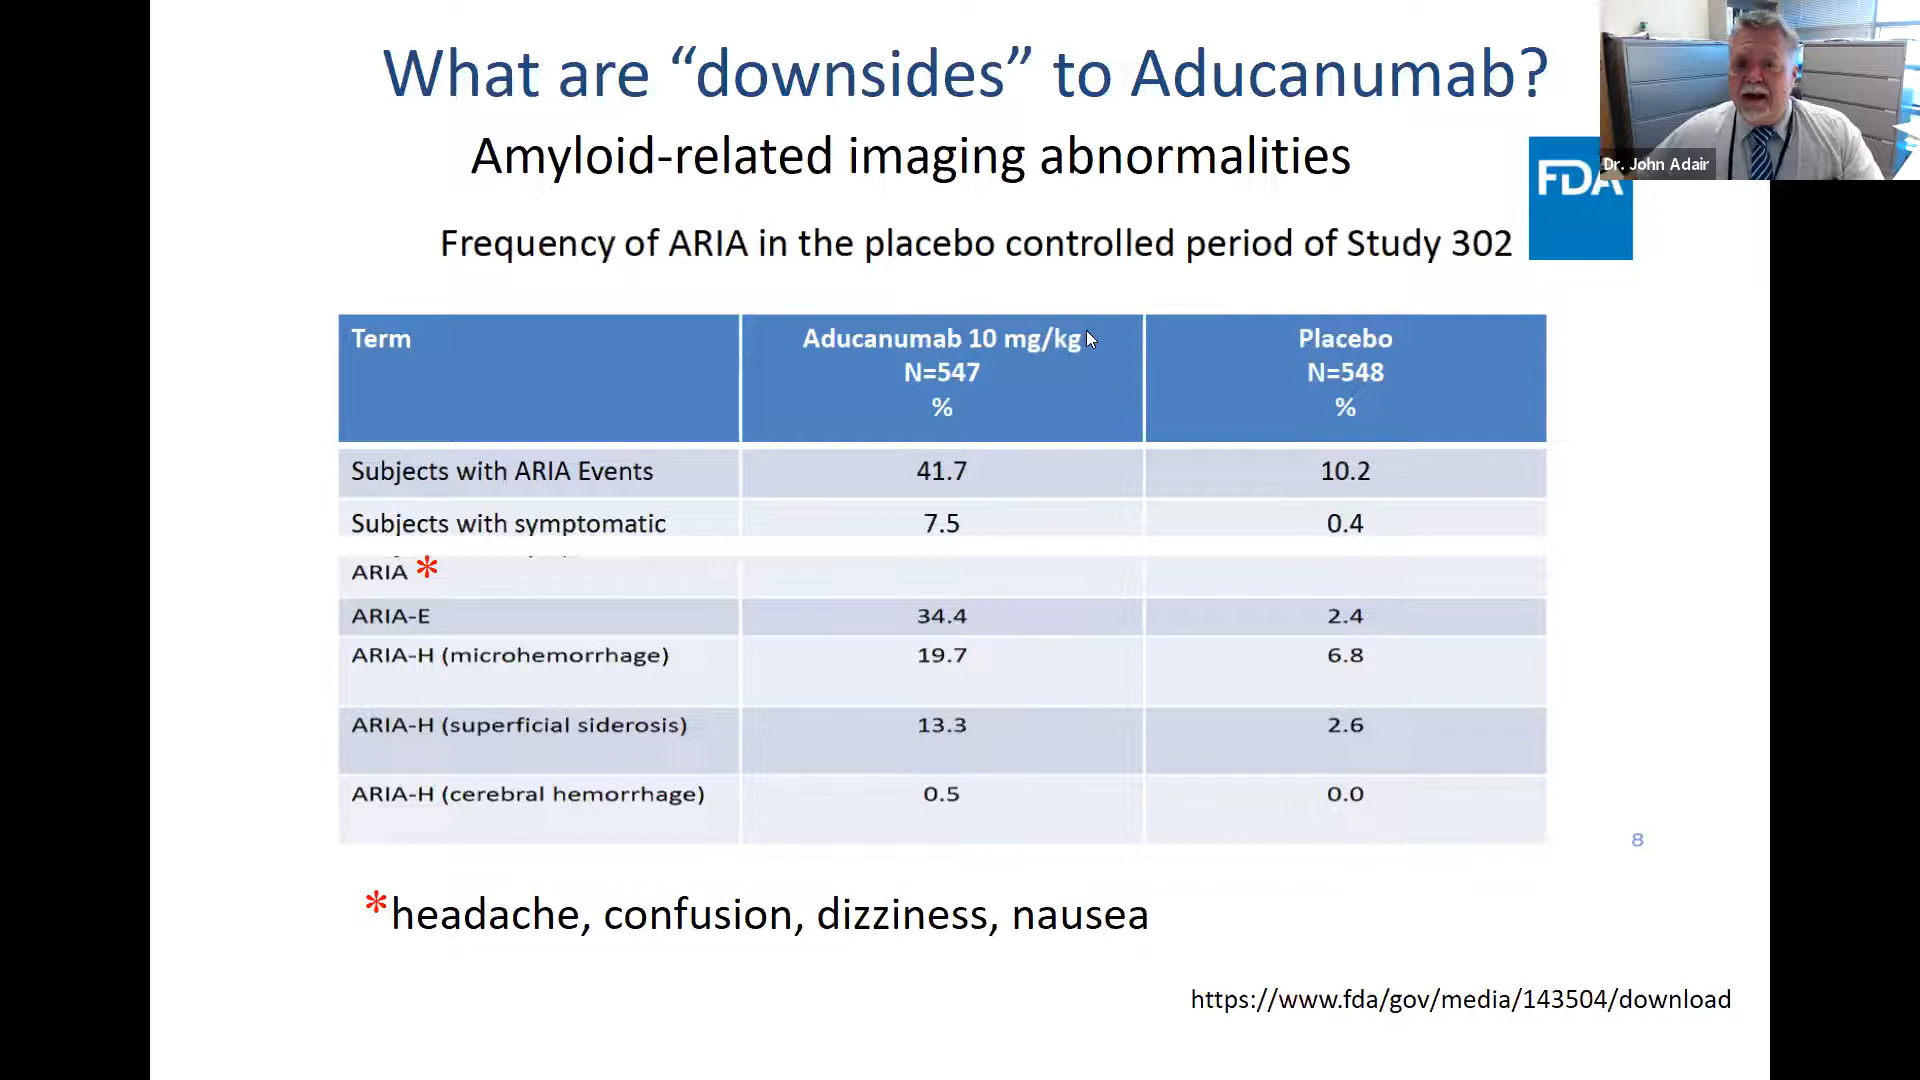 What are “downsides” to Aducanumab?
Amyloid-related imaging abnormalities
Dr. John Adair
FDA
Frequency of ARIA in the placebo controlled period of Study 302
Term
Aducanumab 10 mg/kg
N=547
%
Placebo
N=548
%
Subjects with ARIA Events 41.7 10.2
Subjects with symptomatic 7.5 0.4
ARIA *
ARIA-E 34.4 2.4
ARIA-H (microhemorrhage) 19.7 6.8
ARIA-H (superficial siderosis) 13.3 2.6
ARIA-H (cerebral hemorrhage) 0.5 0.0
8
*headache, confusion, dizziness, nausea
https://www.fda/gov/media/143504/download